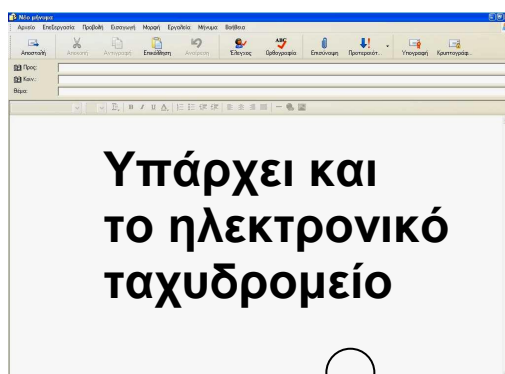 Νέο μήνυμα
Αρχείο Επεξεργασία Προβολή Εισαγωγή Μορφή Εργαλεία Μήνυμα Βοήθεια
Αποστολή Αποκοπή Αντιγραφή Επικόλληση Αναίρεση Έλεγχος Ορθογραφία Επισύναψη Προτεραιότ... Υπογραφή Κρυπτογράφ...
Προς:
Κοιν.:
Θέμα:
Υπάρχει και
το ηλεκτρονικό
ταχυδρομείο